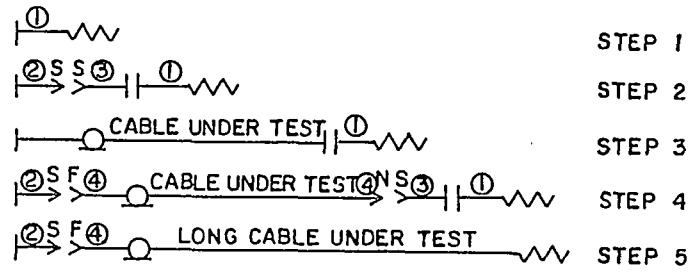 ① STEP 1
② S S ③ ① STEP 2
CABLE UNDER TEST ① STEP 3
② S F ④ CABLE UNDER TEST ④ N S ③ ① STEP 4
② S F ④ LONG CABLE UNDER TEST STEP 5